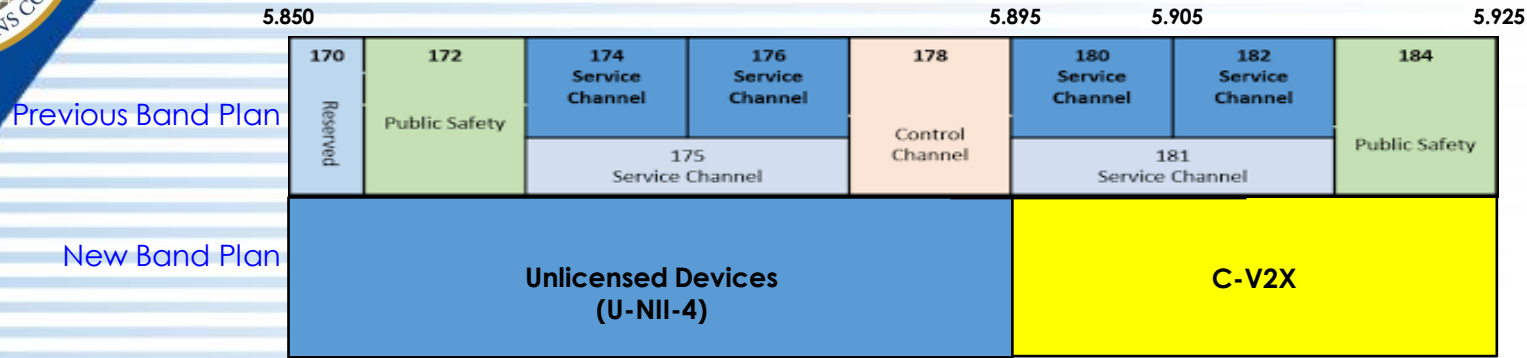 NS CO
5.850 5.895 5.905 5.925
Previous Band Plan
170
Reserved
172
Public Safety
174
Service
Channel
176
Service
Channel
175
Service Channel
178
Control
Channel
180
Service
Channel
182
Service
Channel
181
Service Channel
184
Public Safety
New Band Plan
Unlicensed Devices
(U-NII-4)
C-V2X